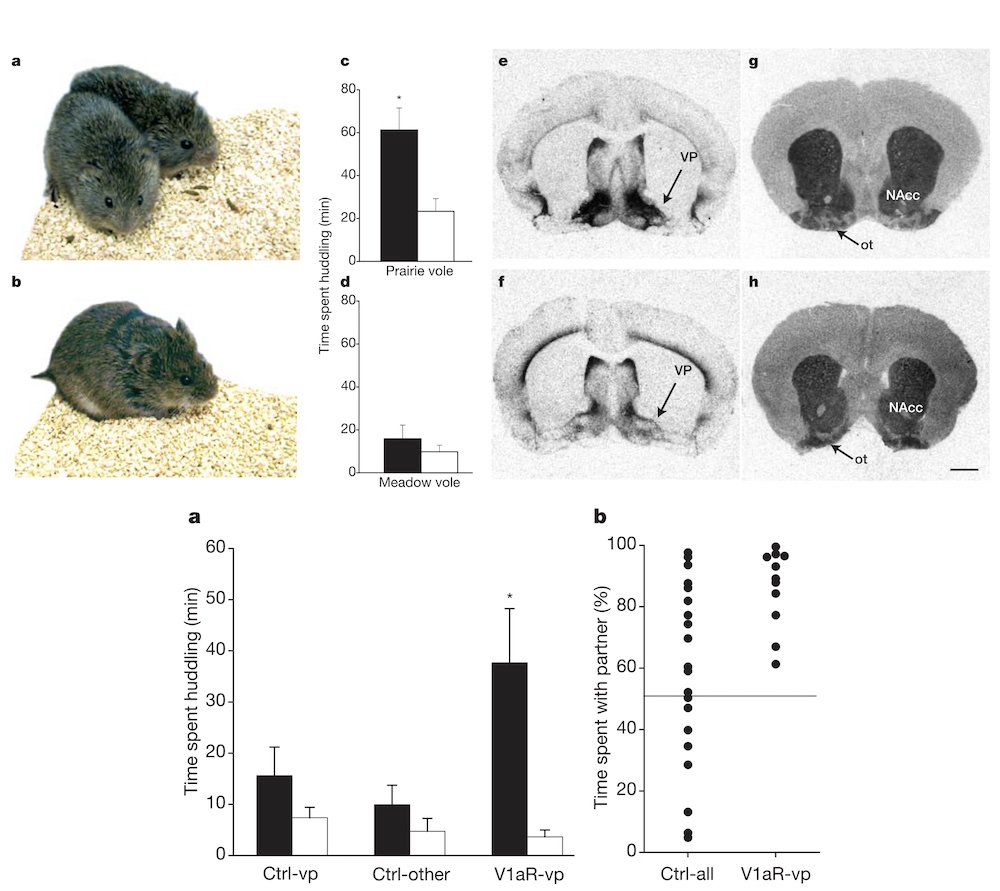 a
b
c
80
60
40
20
0
*
Prairie vole
d
80
60
40
20
0
Meadow vole
Time spent huddling (min)
e
VP
f
VP
g
NAcc
ot
h
NAcc
ot
a
60
50
40
30
20
10
0
Time spent huddling (min)
*
Ctrl-vp
Ctrl-other
V1aR-vp
b
100
80
60
40
20
0
Time spent with partner (%)
Ctrl-all
V1aR-vp